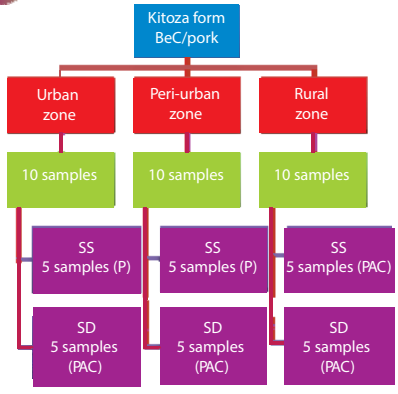 Kitoza form
BeC/pork
Urban
zone
Peri-urban
zone
Rural
zone
10 samples
10 samples
10 samples
SS
5 samples (P)
SS
5 samples (P)
SS
5 samples (PAC)
SD
5 samples
(PAC)
SD
5 samples
(PAC)
SD
5 samples
(PAC)